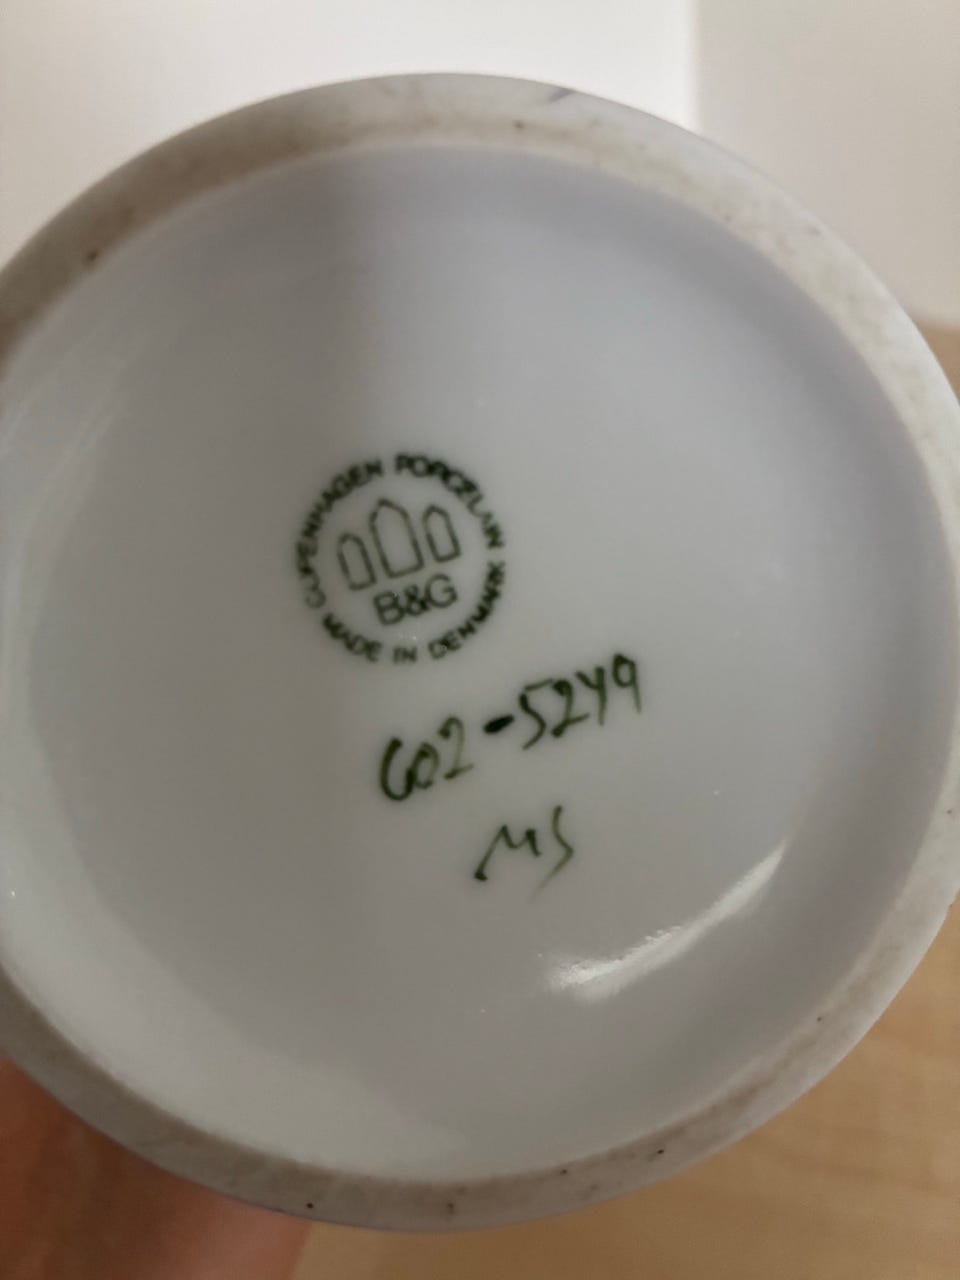 COPENHAGEN PORCELAIN
B&G
MADE IN DENMARK
602-5249
MS